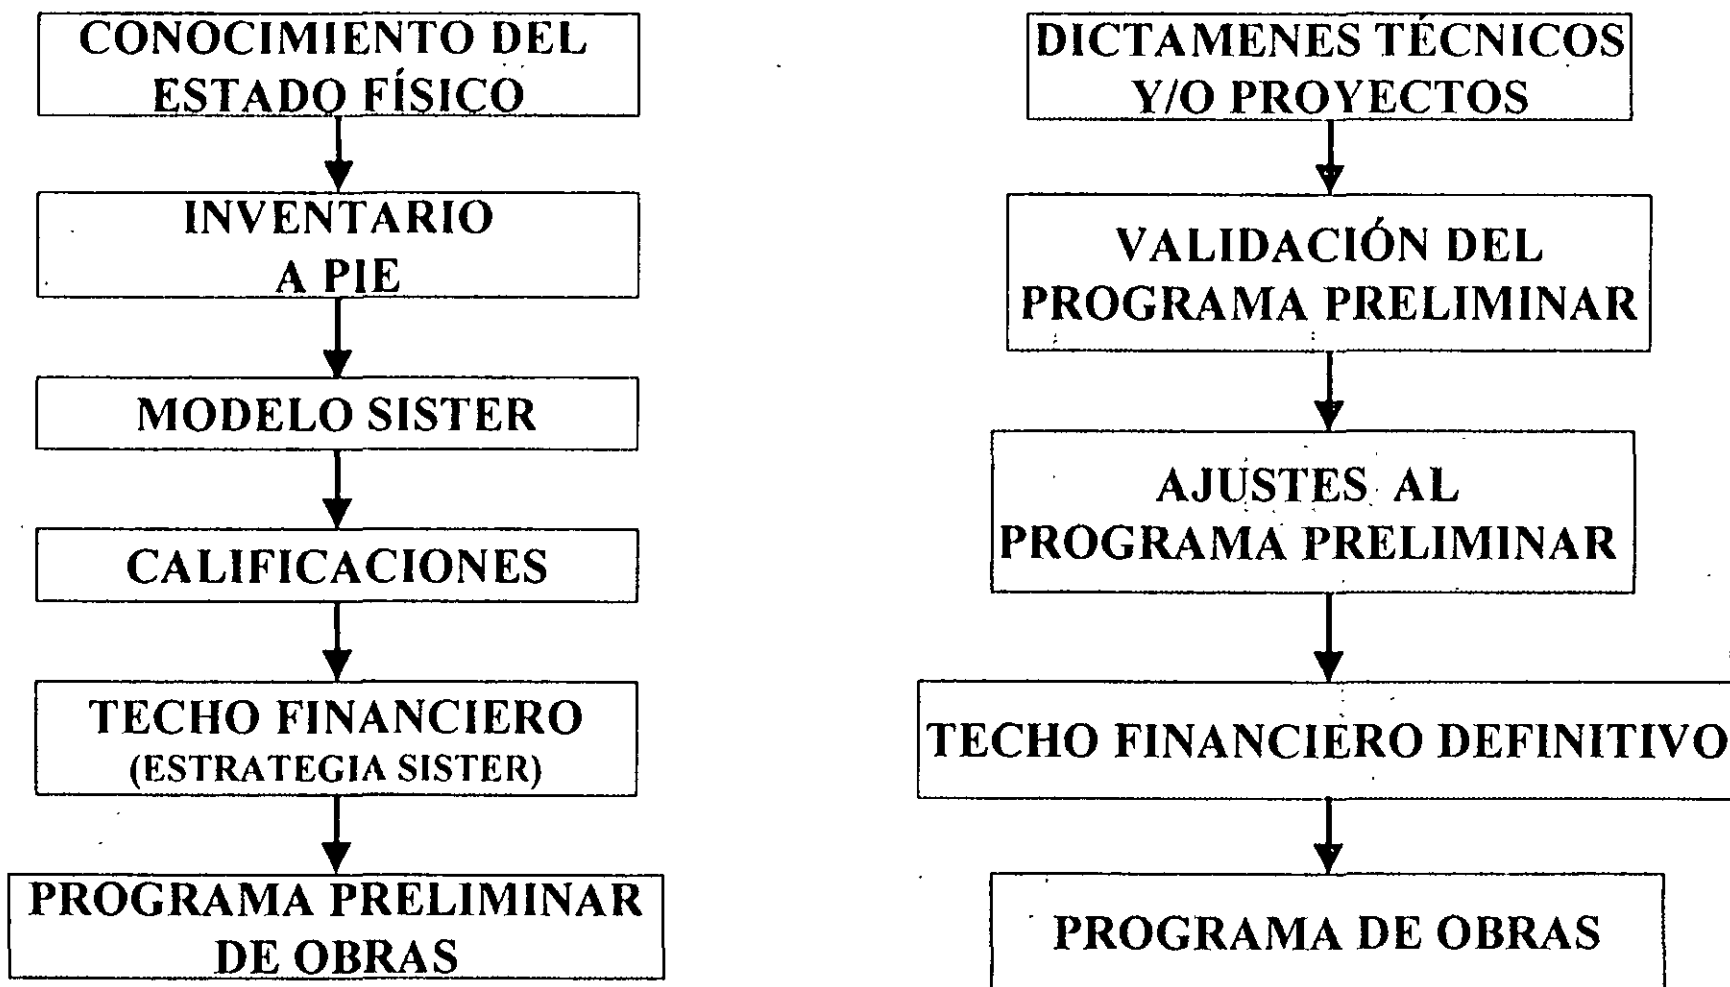 CONOCIMIENTO DEL
ESTADO FÍSICO
INVENTARIO
A PIE
MODELO SISTER
CALIFICACIONES
TECHO FINANCIERO
(ESTRATEGIA SISTER)
PROGRAMA PRELIMINAR
DE OBRAS
DICTAMENES TÉCNICOS
Y/O PROYECTOS
VALIDACIÓN DEL
PROGRAMA PRELIMINAR
AJUSTES AL
PROGRAMA PRELIMINAR
TECHO FINANCIERO DEFINITIVO
PROGRAMA DE OBRAS